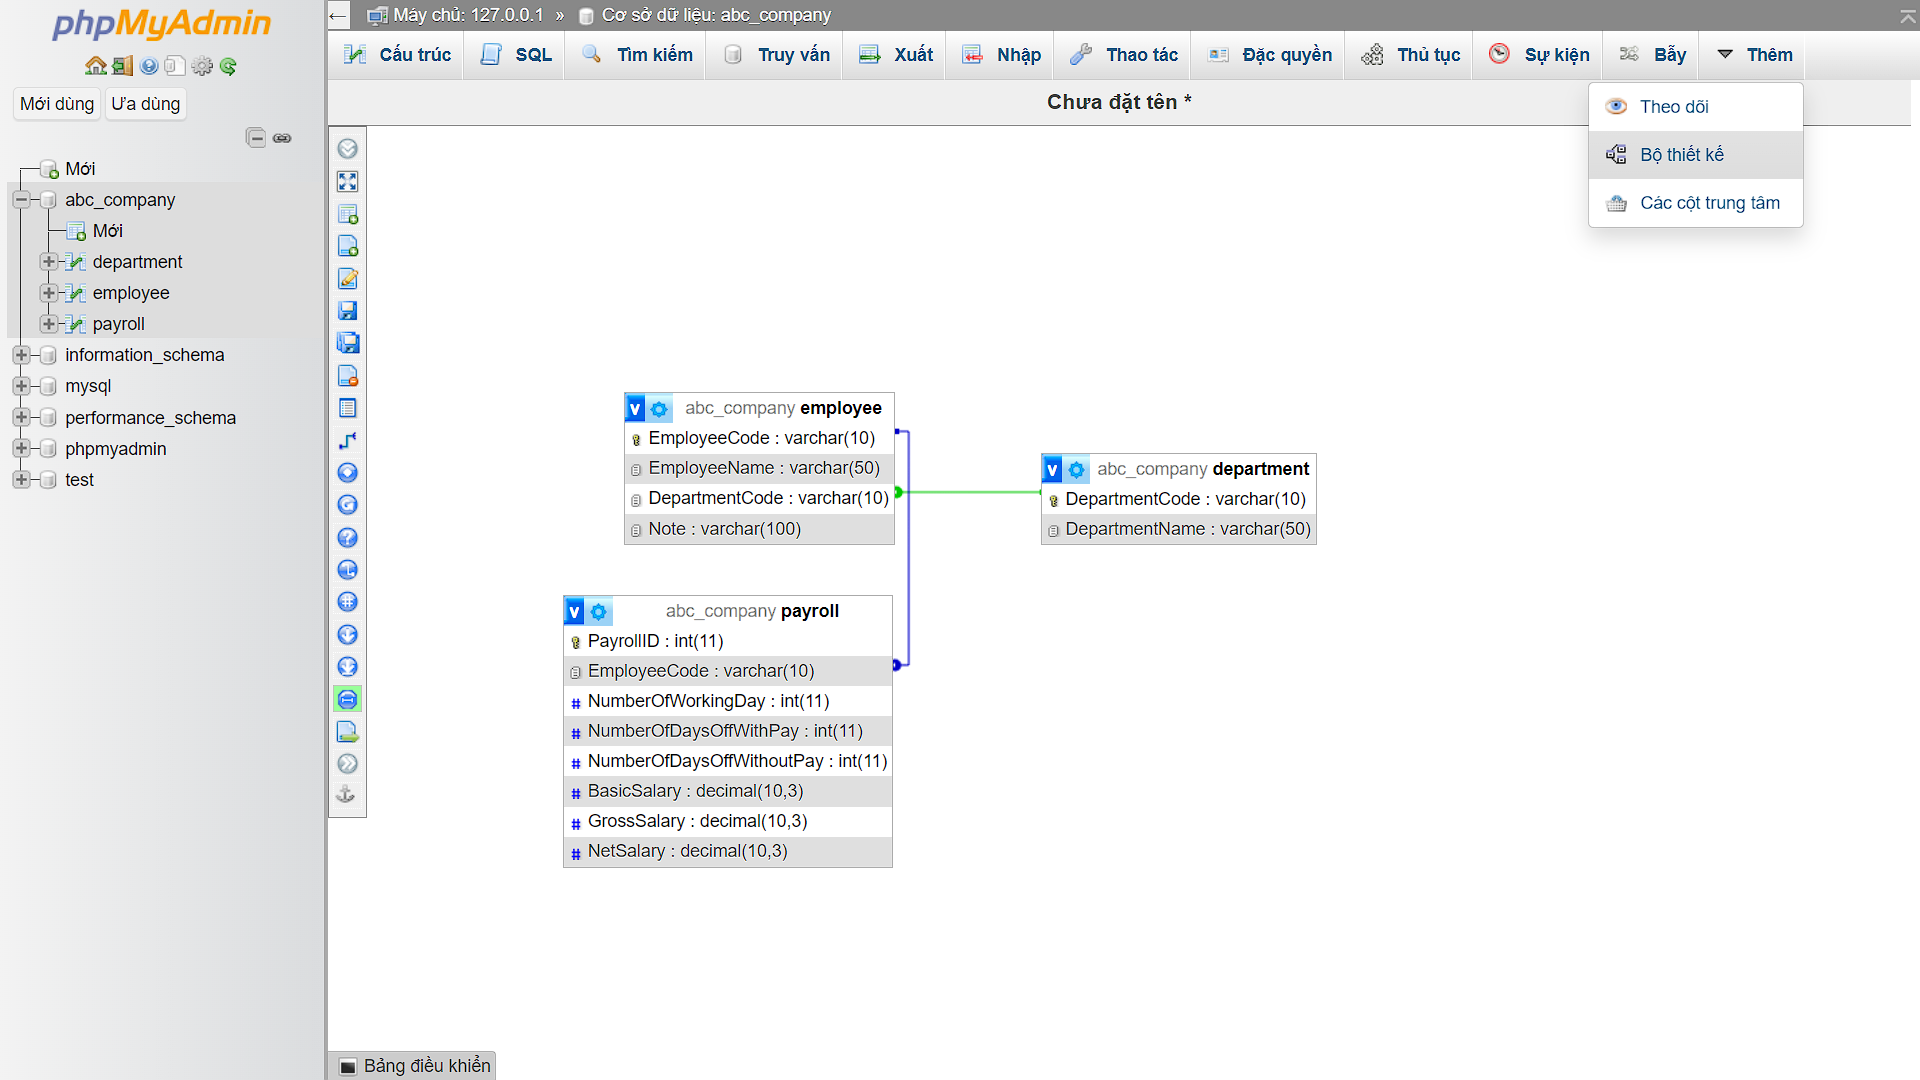 phpMyAdmin
Mới dùng
Ưa dùng
Mới
abc_company
Mới
department
employee
payroll
information_schema
mysql
performance_schema
phpmyadmin
test
Máy chủ: 127.0.0.1 » Cơ sở dữ liệu: abc_company
Cấu trúc
SQL
Tìm kiếm
Truy vấn
Xuất
Nhập
Thao tác
Đặc quyền
Thủ tục
Sự kiện
Bẫy
Thêm
Chưa đặt tên *
Theo dõi
Bộ thiết kế
Các cột trung tâm
v abc_company employee
EmployeeCode : varchar(10)
EmployeeName : varchar(50)
DepartmentCode : varchar(10)
Note : varchar(100)
v abc_company department
DepartmentCode : varchar(10)
DepartmentName : varchar(50)
v abc_company payroll
PayrollID : int(11)
EmployeeCode : varchar(10)
# NumberOfWorkingDay : int(11)
# NumberOfDaysOffWithPay : int(11)
# NumberOfDaysOffWithoutPay : int(11)
# BasicSalary : decimal(10,3)
# GrossSalary : decimal(10,3)
# NetSalary : decimal(10,3)
Bảng điều khiển